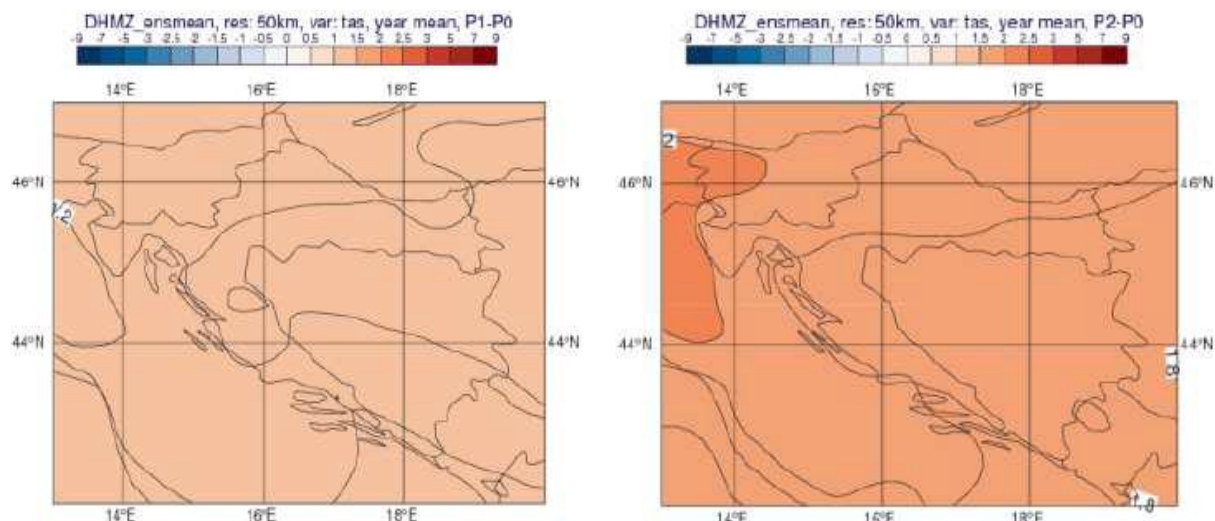 DHMZ_ensmean, res: 50km, var: tas, year mean, P1-P0
-9 -7 -5 -3 -2.5 -2 -1.5 -1 -0.5 0 0.5 1 1.5 2 2.5 3 5 7 9
14°E 16°E 18°E
46°N
44°N
14°E 16°E 18°E
DHMZ_ensmean, res: 50km, var: tas, year mean, P2-P0
-9 -7 -5 -3 -2.5 -2 -1.5 -1 -0.5 0 0.5 1 1.5 2 2.5 3 5 7 9
14°E 16°E 18°E
2
46°N 46°N
44°N 44°N
1.8
1.8
14°E 16°E 18°E